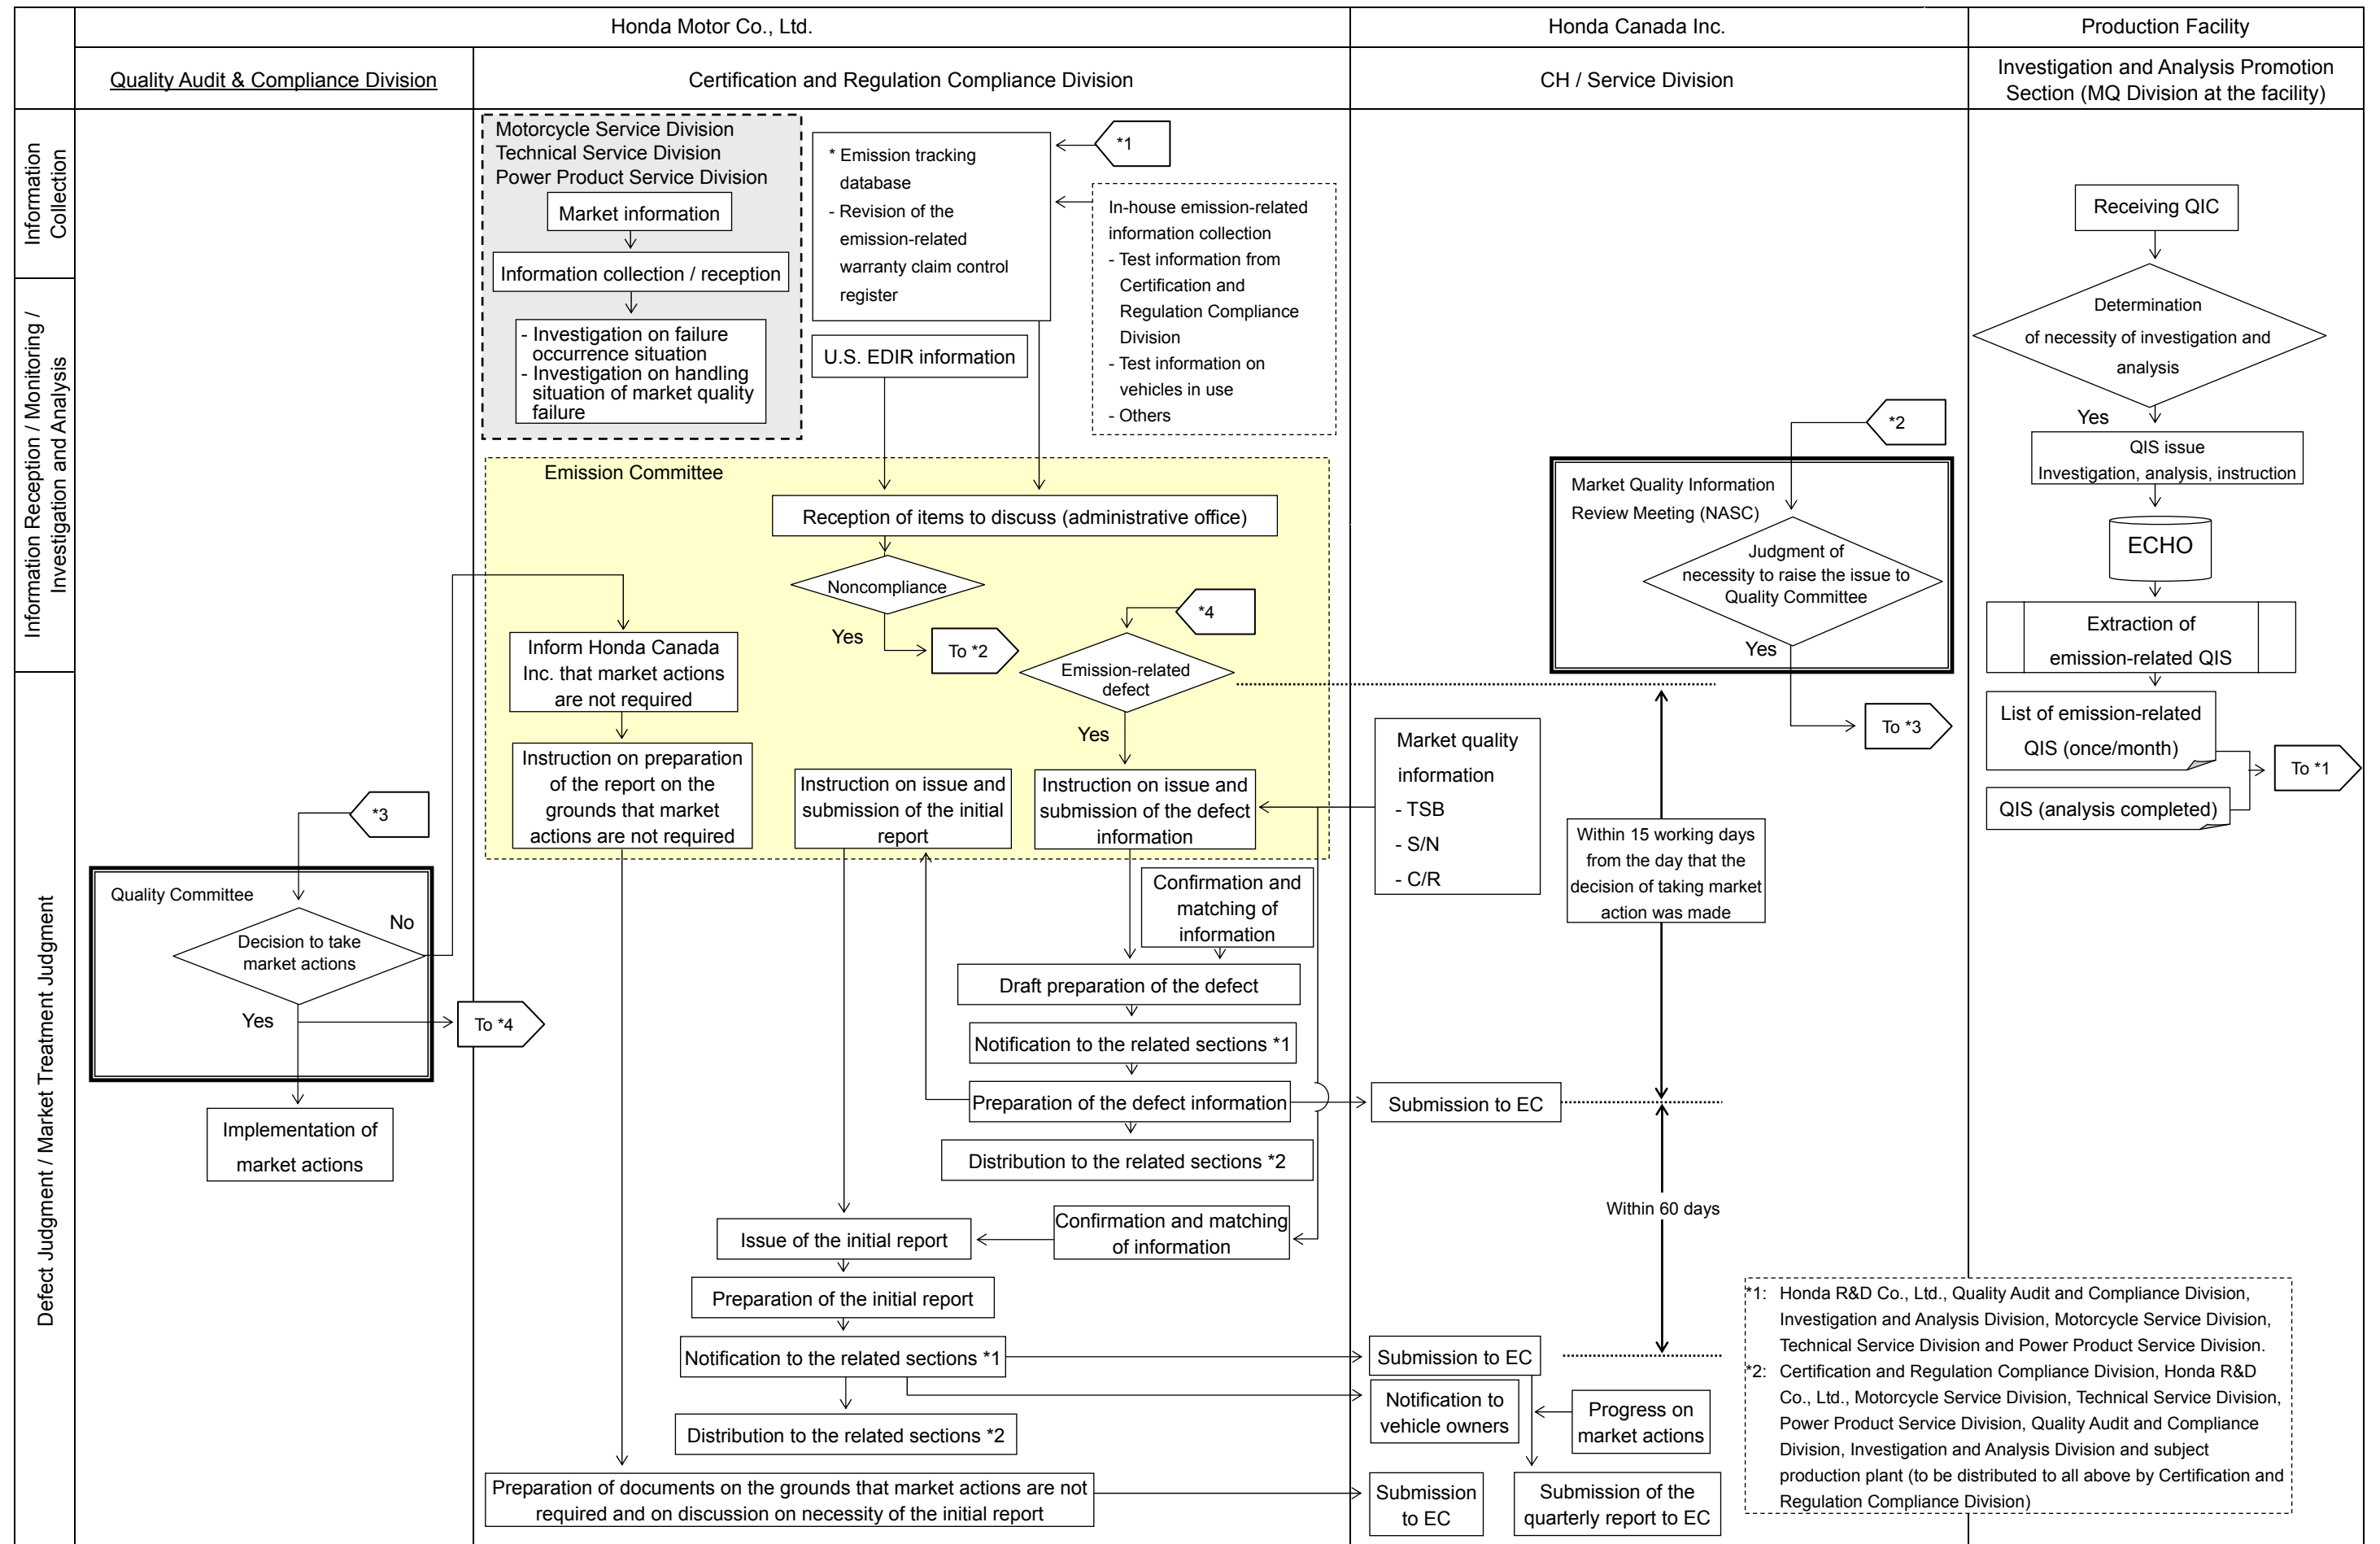 Honda Motor Co., Ltd.
Honda Canada Inc.
Production Facility
Quality Audit & Compliance Division
Certification and Regulation Compliance Division
CH / Service Division
Investigation and Analysis Promotion
Section (MQ Division at the facility)
Information
Collection
Information Reception / Monitoring /
Investigation and Analysis
Defect Judgment / Market Treatment Judgment
Motorcycle Service Division
Technical Service Division
Power Product Service Division
Market information
Information collection / reception
- Investigation on failure
occurrence situation
- Investigation on handling
situation of market quality
failure
* Emission tracking
database
- Revision of the
emission-related
warranty claim control
register
*1
In-house emission-related
information collection
- Test information from
Certification and
Regulation Compliance
Division
- Test information on
vehicles in use
- Others
U.S. EDIR information
Emission Committee
Reception of items to discuss (administrative office)
Noncompliance
Yes
To *2
*4
Emission-related
defect
Yes
Inform Honda Canada
Inc. that market actions
are not required
Instruction on preparation
of the report on the
grounds that market
actions are not required
Instruction on issue and
submission of the initial
report
Instruction on issue and
submission of the defect
information
*3
Quality Committee
Decision to take
market actions
No
Yes
To *4
Implementation of
market actions
Confirmation and
matching of
information
Draft preparation of the defect
Notification to the related sections *1
Preparation of the defect information
Distribution to the related sections *2
Issue of the initial report
Confirmation and matching
of information
Preparation of the initial report
Notification to the related sections *1
Distribution to the related sections *2
Preparation of documents on the grounds that market actions are not
required and on discussion on necessity of the initial report
*2
Market Quality Information
Review Meeting (NASC)
Judgment of
necessity to raise the issue to
Quality Committee
Yes
To *3
Market quality
information
- TSB
- S/N
- C/R
Within 15 working days
from the day that the
decision of taking market
action was made
Submission to EC
Within 60 days
Submission to EC
Notification to
vehicle owners
Progress on
market actions
Submission
to EC
Submission of the
quarterly report to EC
Receiving QIC
Determination
of necessity of investigation and
analysis
Yes
QIS issue
Investigation, analysis, instruction
ECHO
Extraction of
emission-related QIS
List of emission-related
QIS (once/month)
QIS (analysis completed)
To *1
*1: Honda R&D Co., Ltd., Quality Audit and Compliance Division,
Investigation and Analysis Division, Motorcycle Service Division,
Technical Service Division and Power Product Service Division.
*2: Certification and Regulation Compliance Division, Honda R&D
Co., Ltd., Motorcycle Service Division, Technical Service Division,
Power Product Service Division, Quality Audit and Compliance
Division, Investigation and Analysis Division and subject
production plant (to be distributed to all above by Certification and
Regulation Compliance Division)